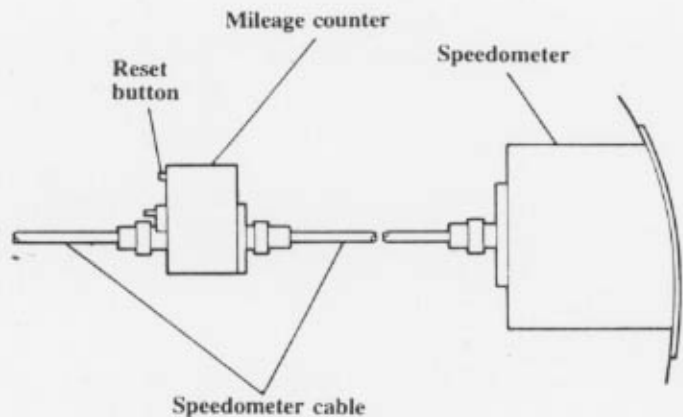 Mileage counter
Speedometer
Reset
button
Speedometer cable